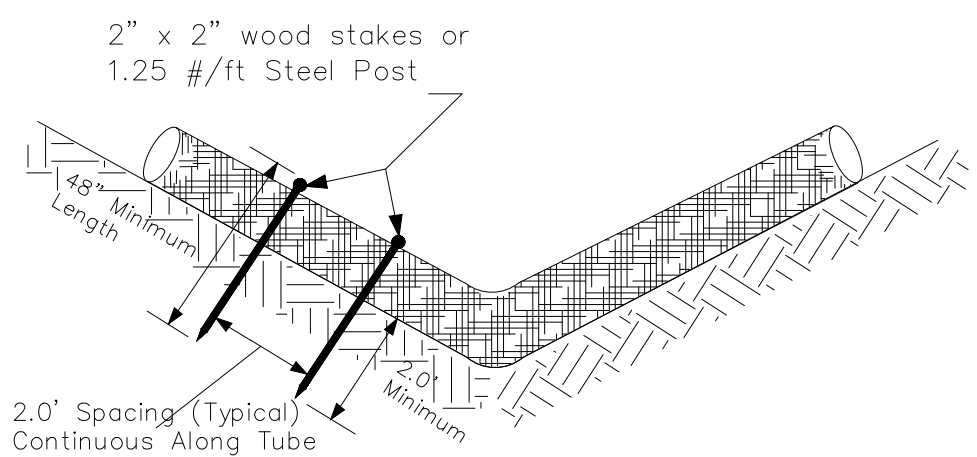 2” x 2” wood stakes or
1.25 #/ft Steel Post
48” Minimum
Length
2.0’
Minimum
2.0’ Spacing (Typical)
Continuous Along Tube